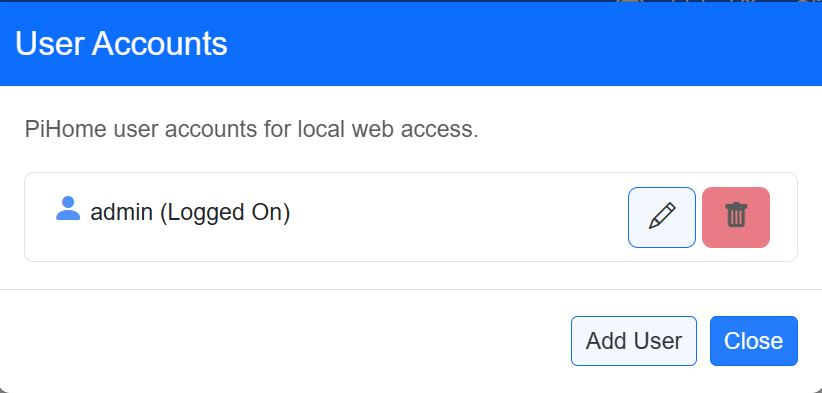 User Accounts
PiHome user accounts for local web access.
admin (Logged On)
Add User
Close